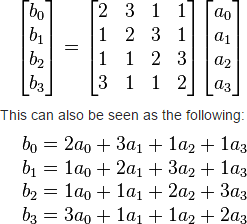 [b₀]   [2 3 1 1] [a₀]
[b₁] = [1 2 3 1] [a₁]
[b₂]   [1 1 2 3] [a₂]
[b₃]   [3 1 1 2] [a₃]
This can also be seen as the following:
b₀ = 2a₀ + 3a₁ + 1a₂ + 1a₃
b₁ = 1a₀ + 2a₁ + 3a₂ + 1a₃
b₂ = 1a₀ + 1a₁ + 2a₂ + 3a₃
b₃ = 3a₀ + 1a₁ + 1a₂ + 2a₃